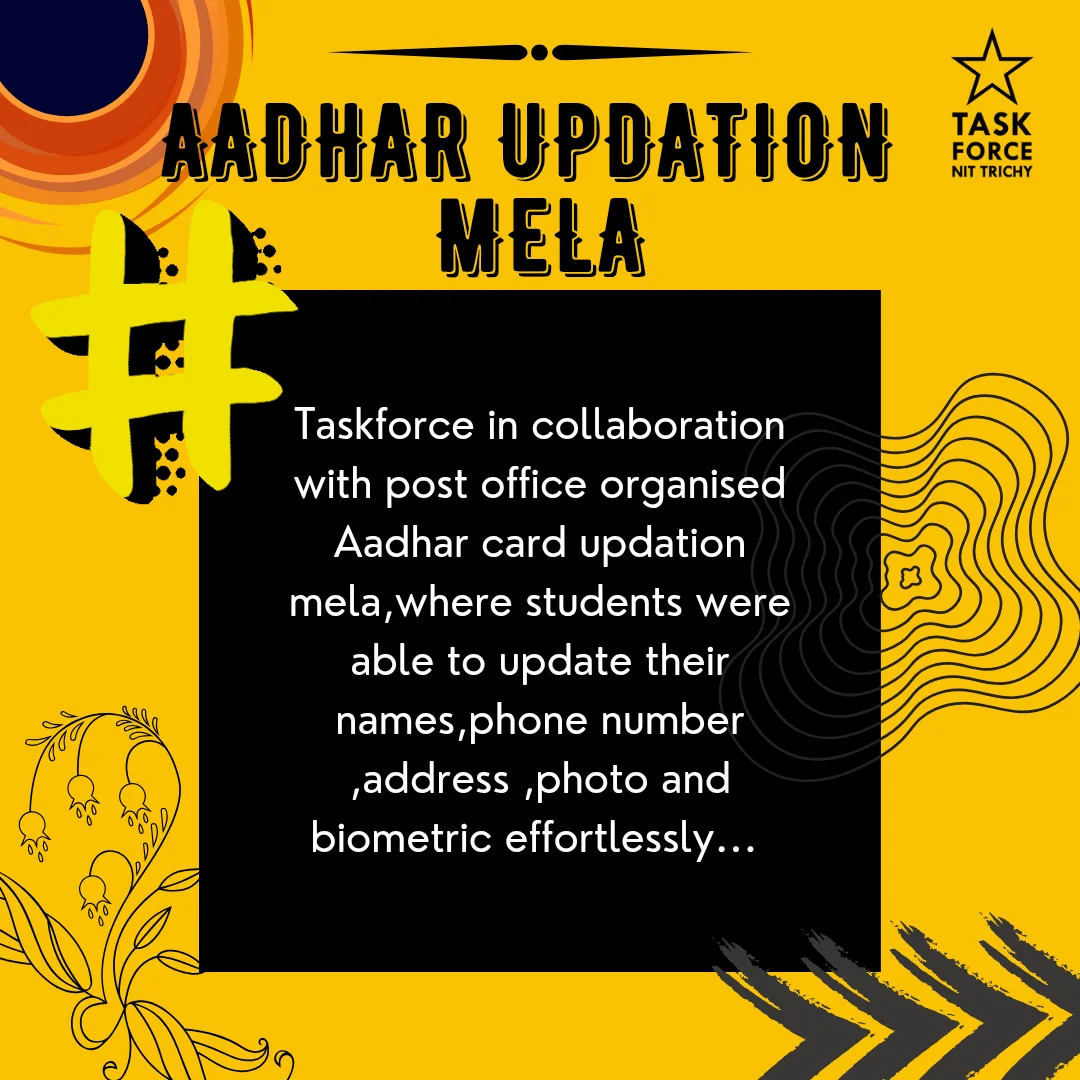 AADHAR UPDATION
MELA
TASK
FORCE
NIT TRICHY
#
Taskforce in collaboration
with post office organised
Aadhar card updation
mela,where students were
able to update their
names,phone number
,address ,photo and
biometric effortlessly...